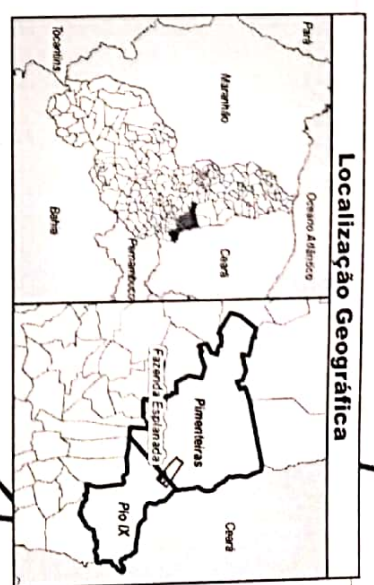 Localização Geográfica
Pará
Oceano Atlântico
Maranhão
Ceará
Tocantins
Pernambuco
Bahia
Pimenteiras
Ceará
Fazenda Esplanada
Pio IX